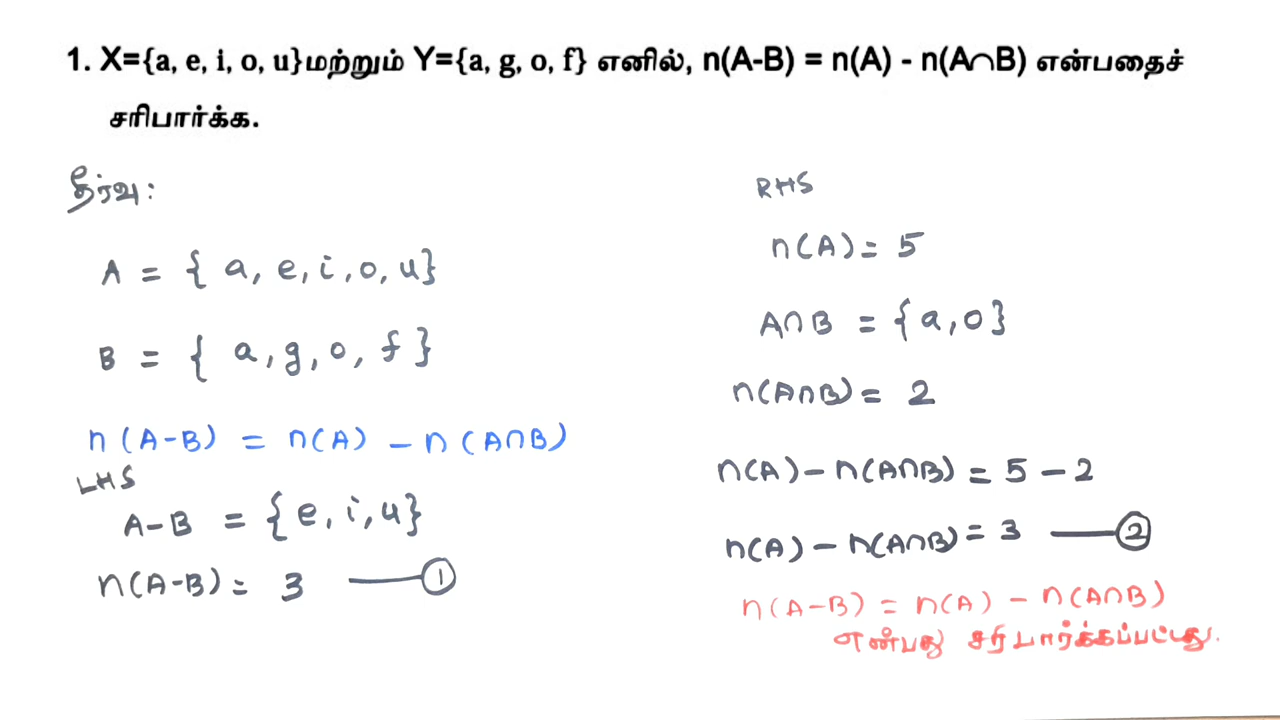 1. X={a, e, i, o, u}மற்றும் Y={a, g, o, f} எனில், n(A-B) = n(A) - n(A∩B) என்பதைச்
சரிபார்க்க.
தீர்வு:
A = { a, e, i, o, u}
B = { a, g, o, f }
n (A-B) = n(A) - n (A∩B)
LHS
A-B = {e, i, u}
n(A-B) = 3 —— ①
RHS
n(A) = 5
A∩B = {a, o}
n(A∩B) = 2
n(A) - n(A∩B) = 5 - 2
n(A) - n(A∩B) = 3 —— ②
n(A-B) = n(A) - n(A∩B)
என்பது சரிபார்க்கப்பட்டது.